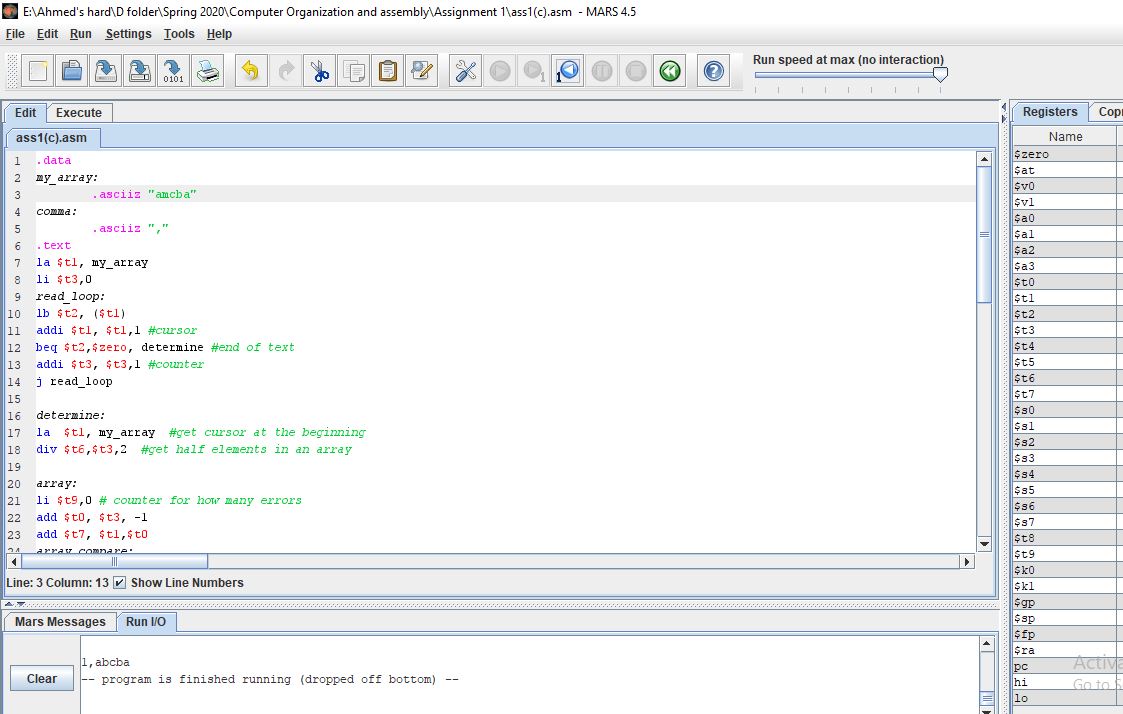 E:\Ahmed's hard\D folder\Spring 2020\Computer Organization and assembly\Assignment 1\ass1(c).asm - MARS 4.5
File Edit Run Settings Tools Help
Run speed at max (no interaction)
Edit Execute
ass1(c).asm
1 .data
2 my_array:
3 .asciiz "amcba"
4 comma:
5 .asciiz ","
6 .text
7 la $t1, my_array
8 li $t3,0
9 read_loop:
10 lb $t2, ($t1)
11 addi $t1, $t1,1 #cursor
12 beq $t2,$zero, determine #end of text
13 addi $t3, $t3,1 #counter
14 j read_loop
15
16 determine:
17 la $t1, my_array #get cursor at the beginning
18 div $t6,$t3,2 #get half elements in an array
19
20 array:
21 li $t9,0 # counter for how many errors
22 add $t0, $t3, -1
23 add $t7, $t1,$t0
24 array_compare:
Line: 3 Column: 13 Show Line Numbers
Mars Messages Run I/O
Clear
1,abcba
-- program is finished running (dropped off bottom) --
Registers
Name
$zero
$at
$v0
$v1
$a0
$a1
$a2
$a3
$t0
$t1
$t2
$t3
$t4
$t5
$t6
$t7
$s0
$s1
$s2
$s3
$s4
$s5
$s6
$s7
$t8
$t9
$k0
$k1
$gp
$sp
$fp
$ra
pc
hi
lo
Activa
Go to S